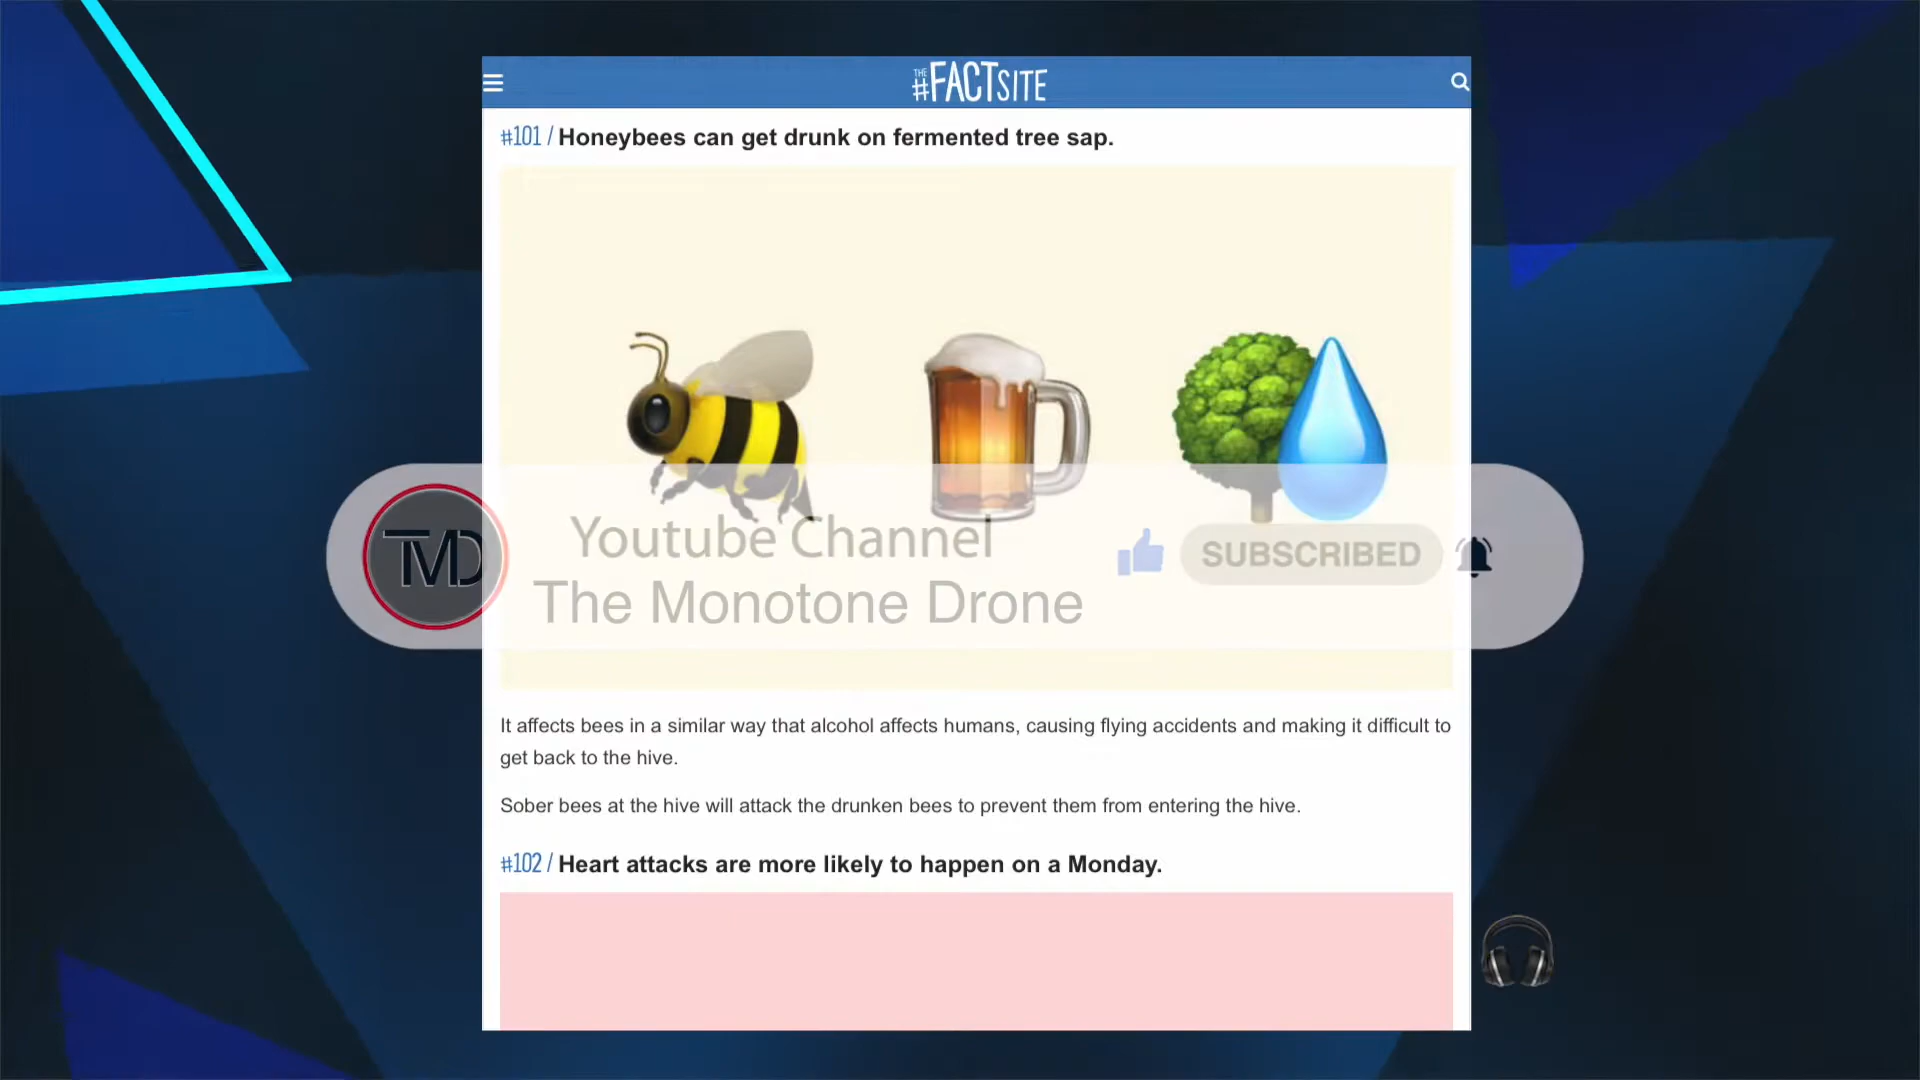 THE
#FACTSITE
#101 / Honeybees can get drunk on fermented tree sap.
TMD
Youtube Channel
The Monotone Drone
SUBSCRIBED
It affects bees in a similar way that alcohol affects humans, causing flying accidents and making it difficult to
get back to the hive.
Sober bees at the hive will attack the drunken bees to prevent them from entering the hive.
#102 / Heart attacks are more likely to happen on a Monday.